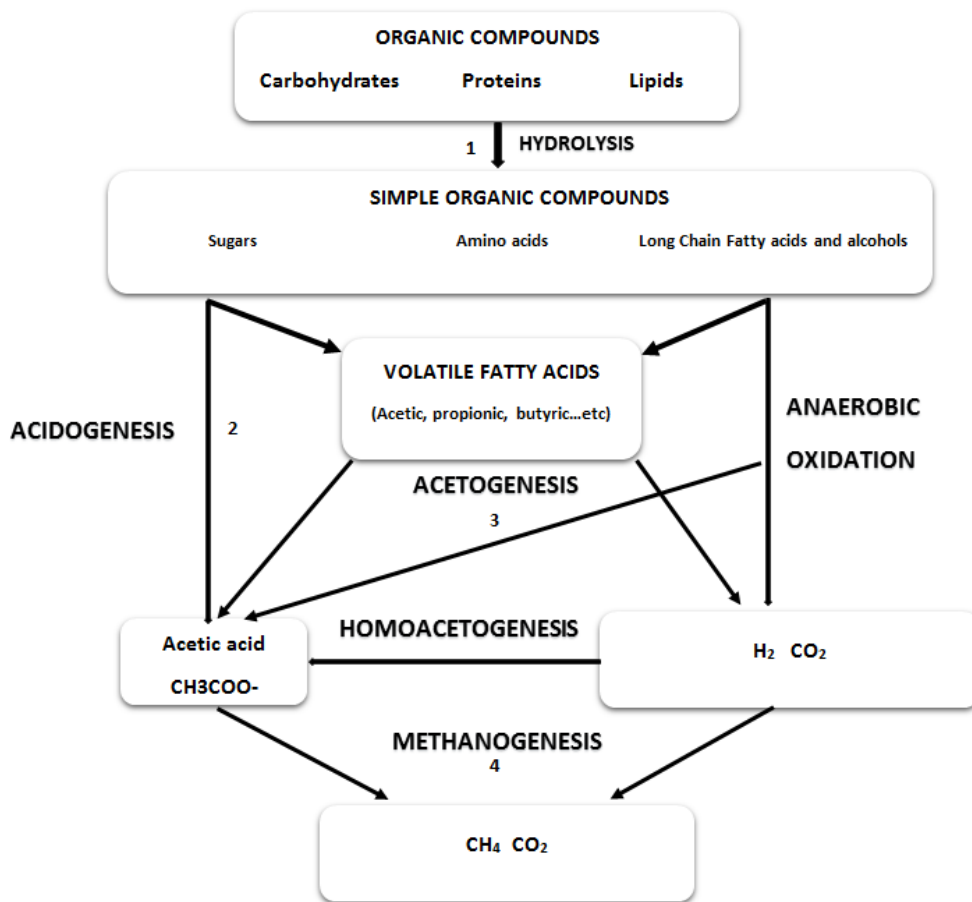 ORGANIC COMPOUNDS
Carbohydrates Proteins Lipids
1 HYDROLYSIS
SIMPLE ORGANIC COMPOUNDS
Sugars Amino acids Long Chain Fatty acids and alcohols
VOLATILE FATTY ACIDS
(Acetic, propionic, butyric...etc)
ACIDOGENESIS 2
ANAEROBIC
OXIDATION
ACETOGENESIS
3
HOMOACETOGENESIS
Acetic acid
CH3COO-
H₂ CO₂
METHANOGENESIS
4
CH₄ CO₂